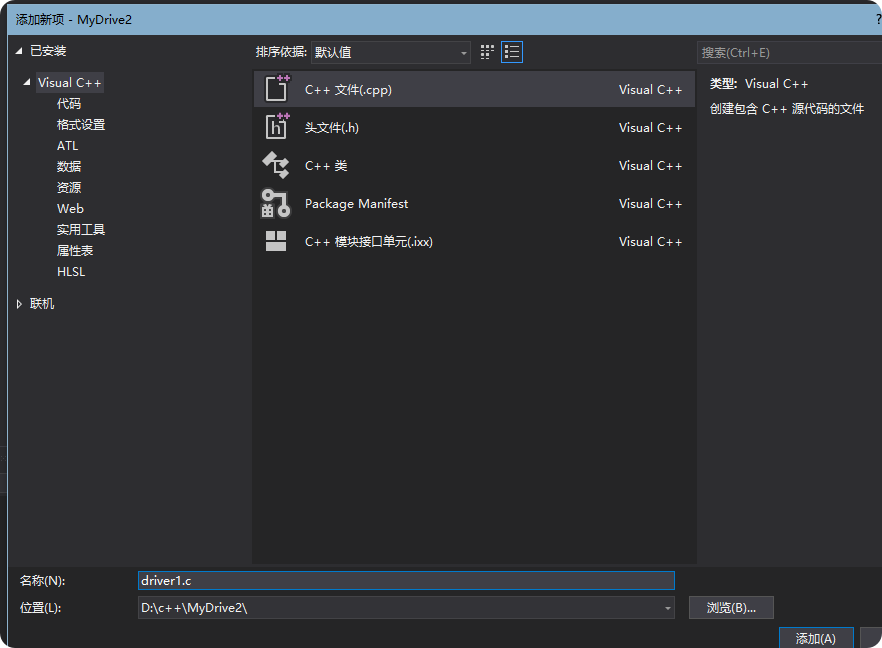 添加新项 - MyDrive2
?
已安装
排序依据: 默认值
搜索(Ctrl+E)
Visual C++
代码
格式设置
ATL
数据
资源
Web
实用工具
属性表
HLSL
联机
C++ 文件(.cpp) Visual C++
头文件(.h) Visual C++
C++ 类 Visual C++
Package Manifest Visual C++
C++ 模块接口单元(.ixx) Visual C++
类型: Visual C++
创建包含 C++ 源代码的文件
名称(N): driver1.c
位置(L): D:\c++\MyDrive2\
浏览(B)...
添加(A)